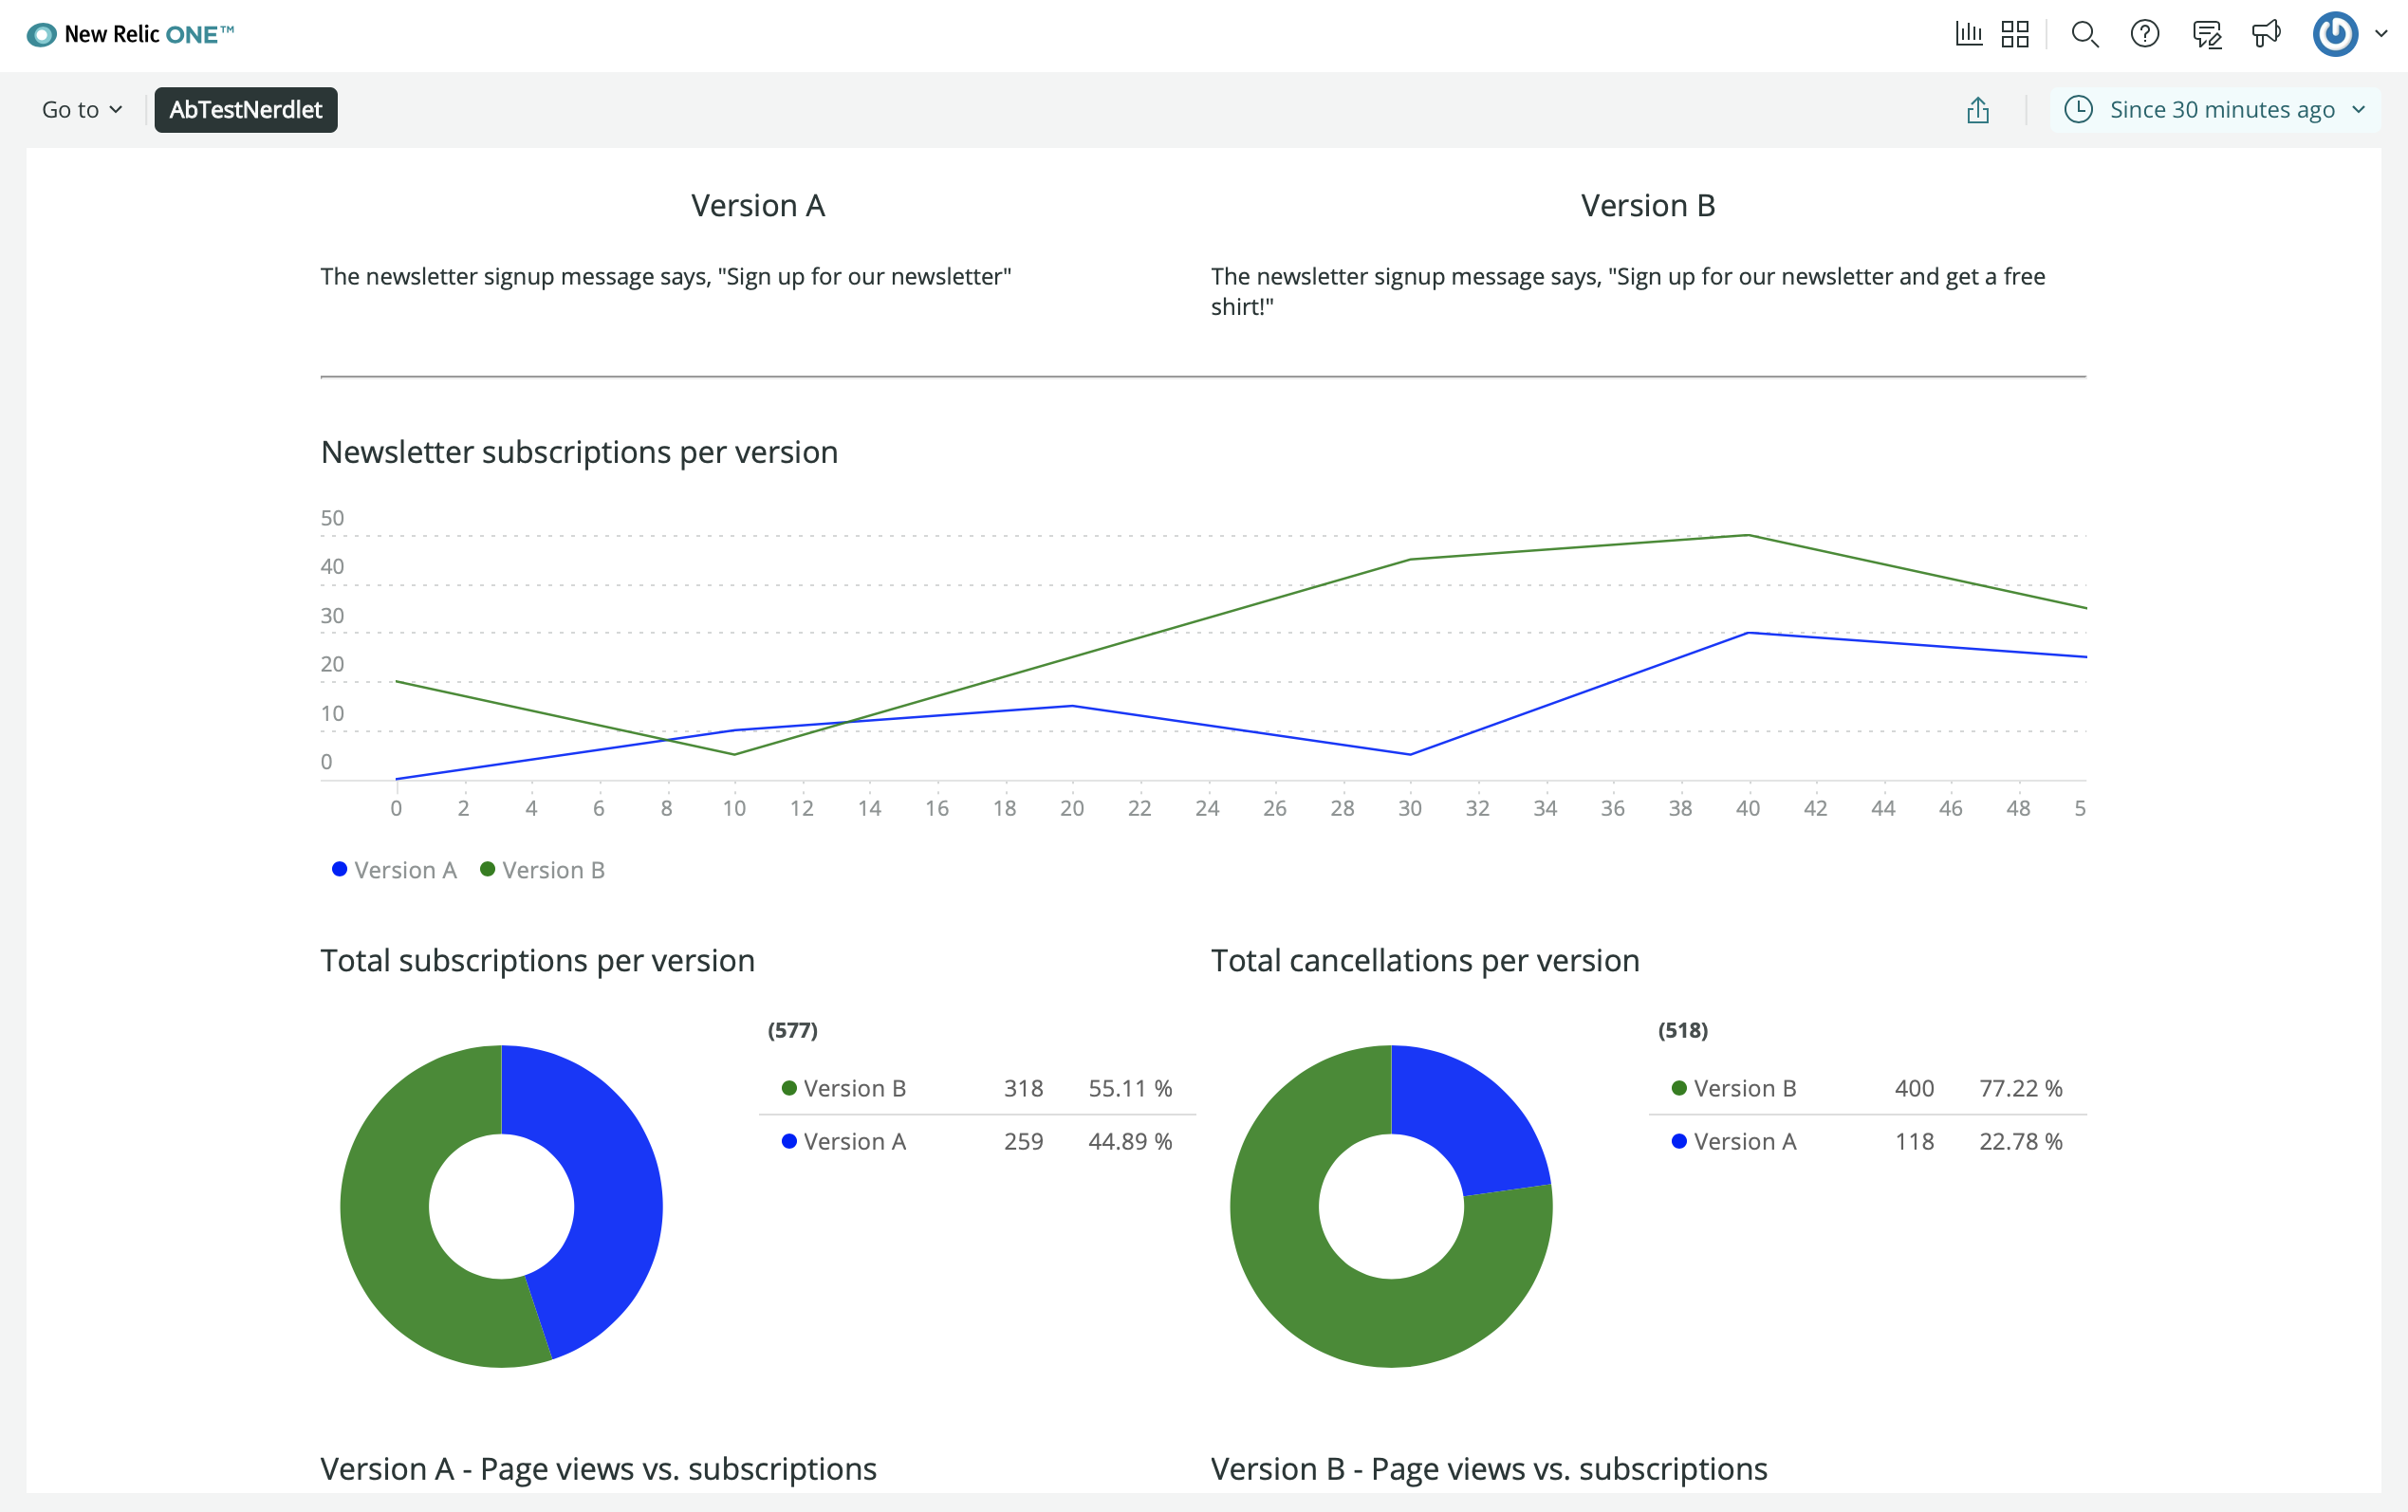 New Relic ONE™
Go to
AbTestNerdlet
Since 30 minutes ago
Version A
Version B
The newsletter signup message says, "Sign up for our newsletter"
The newsletter signup message says, "Sign up for our newsletter and get a free
shirt!"
Newsletter subscriptions per version
50
40
30
20
10
0
0 2 4 6 8 10 12 14 16 18 20 22 24 26 28 30 32 34 36 38 40 42 44 46 48 5
Version A Version B
Total subscriptions per version
(577)
Version B 318 55.11 %
Version A 259 44.89 %
Total cancellations per version
(518)
Version B 400 77.22 %
Version A 118 22.78 %
Version A - Page views vs. subscriptions
Version B - Page views vs. subscriptions